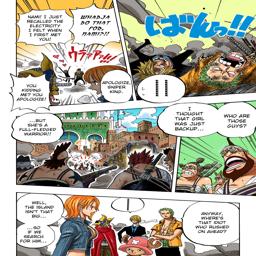 WHADJA
DO THAT
FOR,
NAMI?!
NAMI! I JUST
RECALLED THE
ELECTRICITY
I FELT WHEN
I FIRST MET
YOU!
APOLOGIZE,
SNIPER
KING.
YOU
KISSED MET
YOU
APOLOGIZE!
WHO ARE
THOSE
GUYS?
I
THOUGHT
THAT GIRL
WAS JUST
BACKUP...
...BUT
SHE'S A
FULL-FLEDGED
WARRIOR!!
WELL,
THE ISLAND
ISN'T THAT
BIG...
...SO IF
WE SEARCH
FOR HIM...
ANYWAY,
WHERE'S
THAT IDIOT
WHO RUSHED
ON AHEAD?